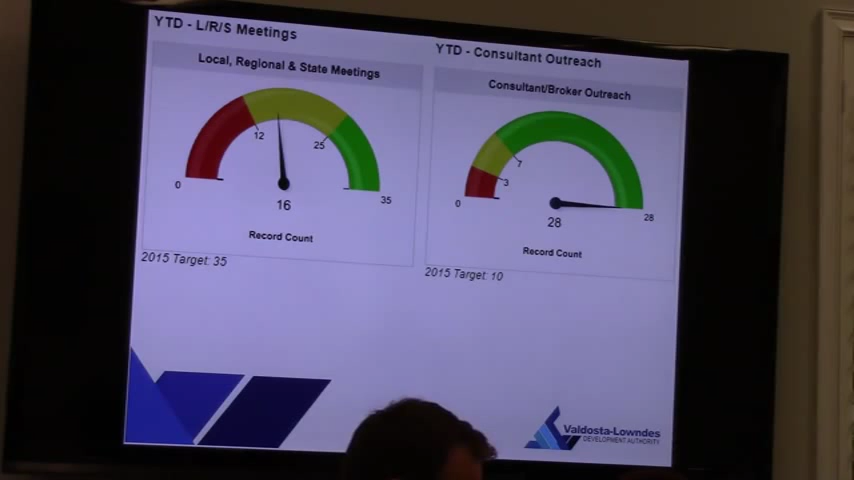 YTD - L/R/S Meetings
Local, Regional & State Meetings
12
25
0
35
16
Record Count
2015 Target: 35
YTD - Consultant Outreach
Consultant/Broker Outreach
7
3
0
28
28
Record Count
2015 Target: 10
Valdosta-Lowndes
DEVELOPMENT AUTHORITY